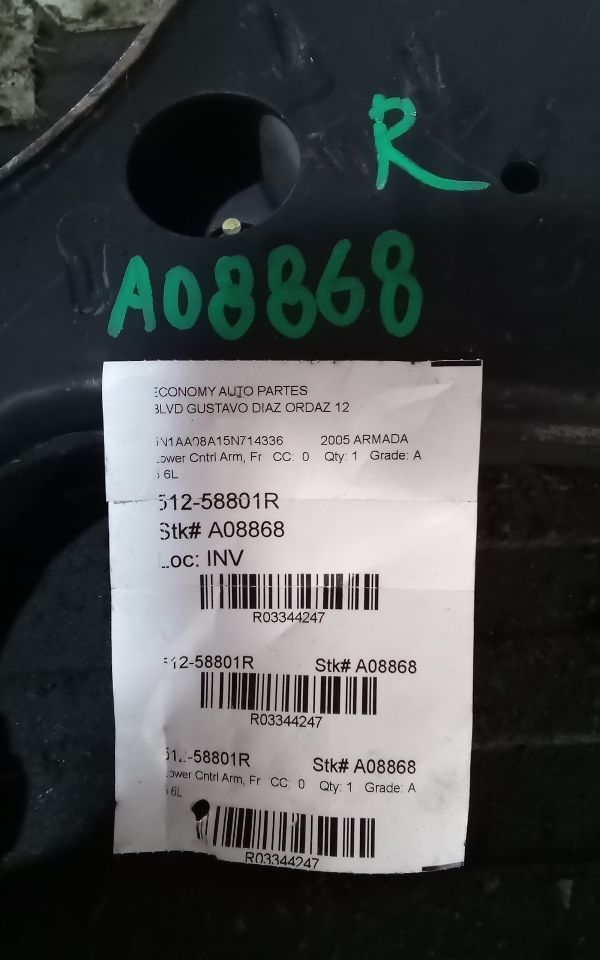 R
A08868
ECONOMY AUTO PARTES
BLVD GUSTAVO DIAZ ORDAZ 12
5N1AA08A15N714336 2005 ARMADA
Lower Cntrl Arm, Fr CC: 0 Qty: 1 Grade: A
6L
512-58801R
Stk# A08868
Loc: INV
R03344247
512-58801R Stk# A08868
R03344247
512-58801R Stk# A08868
Lower Cntrl Arm, Fr CC: 0 Qty: 1 Grade: A
6L
R03344247